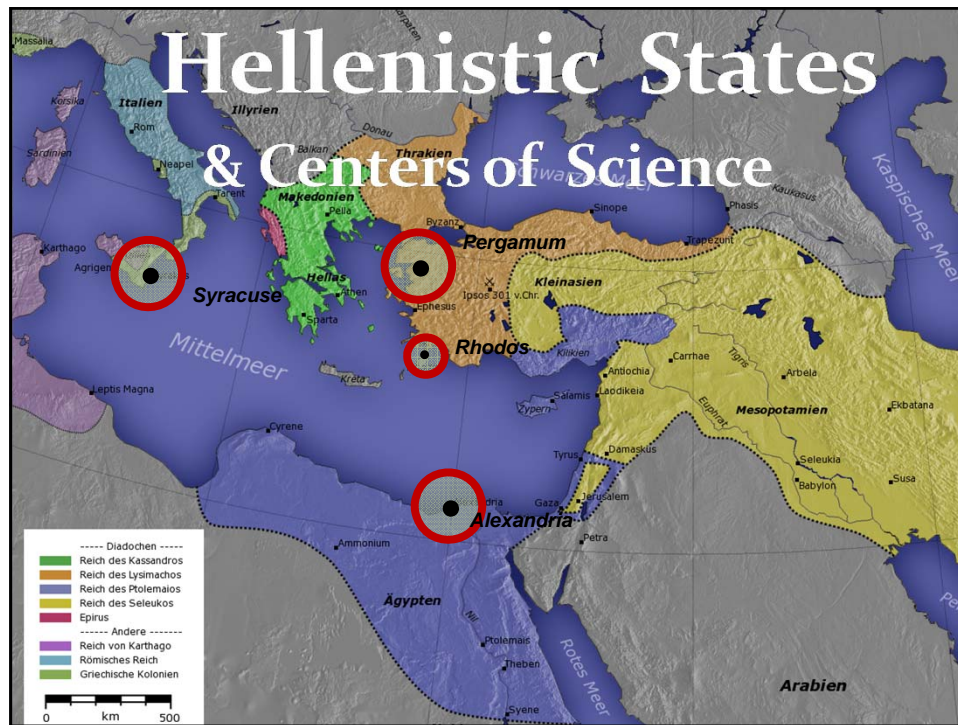 Hellenistic States
& Centers of Science
Massalia
Korsika
Italien
Rom
Sardinien
Neapel
Tarent
Illyrien
Donau
Balkan
Thrakien
Makedonien
Pella
Byzanz
Schwarzes Meer
Sinope
Phasis
Kaukasus
Kaspisches Meer
Trapezunt
Karthago
Agrigent
Syracuse
Pergamum
Hellas
Athen
Sparta
Ephesus
Ipsos 301 v.Chr.
Kleinasien
Rhodos
Kilikien
Mittelmeer
Kreta
Leptis Magna
Antiochia
Carrhae
Tigris
Arbela
Laodikeia
Salamis
Zypern
Euphrat
Mesopotamien
Ekbatana
Cyrene
Tyrus
Damaskus
Seleukia
Babylon
Susa
Gaza
Jerusalem
Alexandria
Petra
Ammonium
Ägypten
Nil
Ptolemais
Theben
Syene
Rotes Meer
Arabien
----- Diadochen -----
Reich des Kassandros
Reich des Lysimachos
Reich des Ptolemaios
Reich des Seleukos
Epirus
----- Andere -------
Reich von Karthago
Römisches Reich
Griechische Kolonien
0 km 500